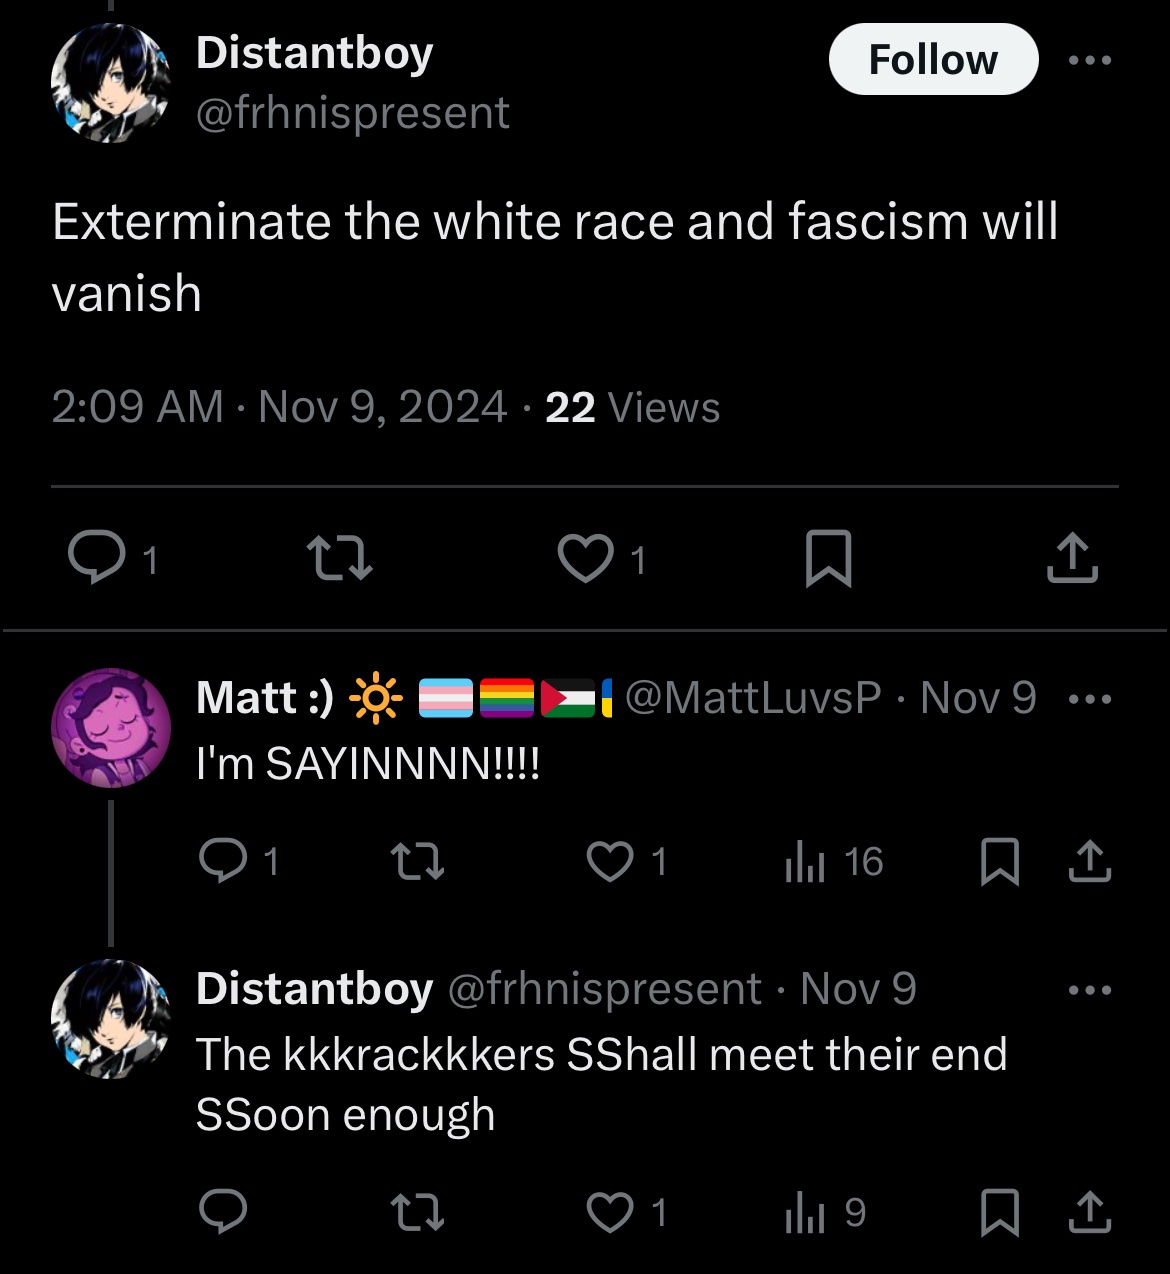 Distantboy
Follow
@frhnispresent
Exterminate the white race and fascism will
vanish
2:09 AM · Nov 9, 2024 · 22 Views
1
1
Matt :) @MattLuvsP · Nov 9
I'm SAYINNNN!!!!
1
1
16
Distantboy @frhnispresent · Nov 9
The kkkrackkkers SShall meet their end
SSoon enough
1
9